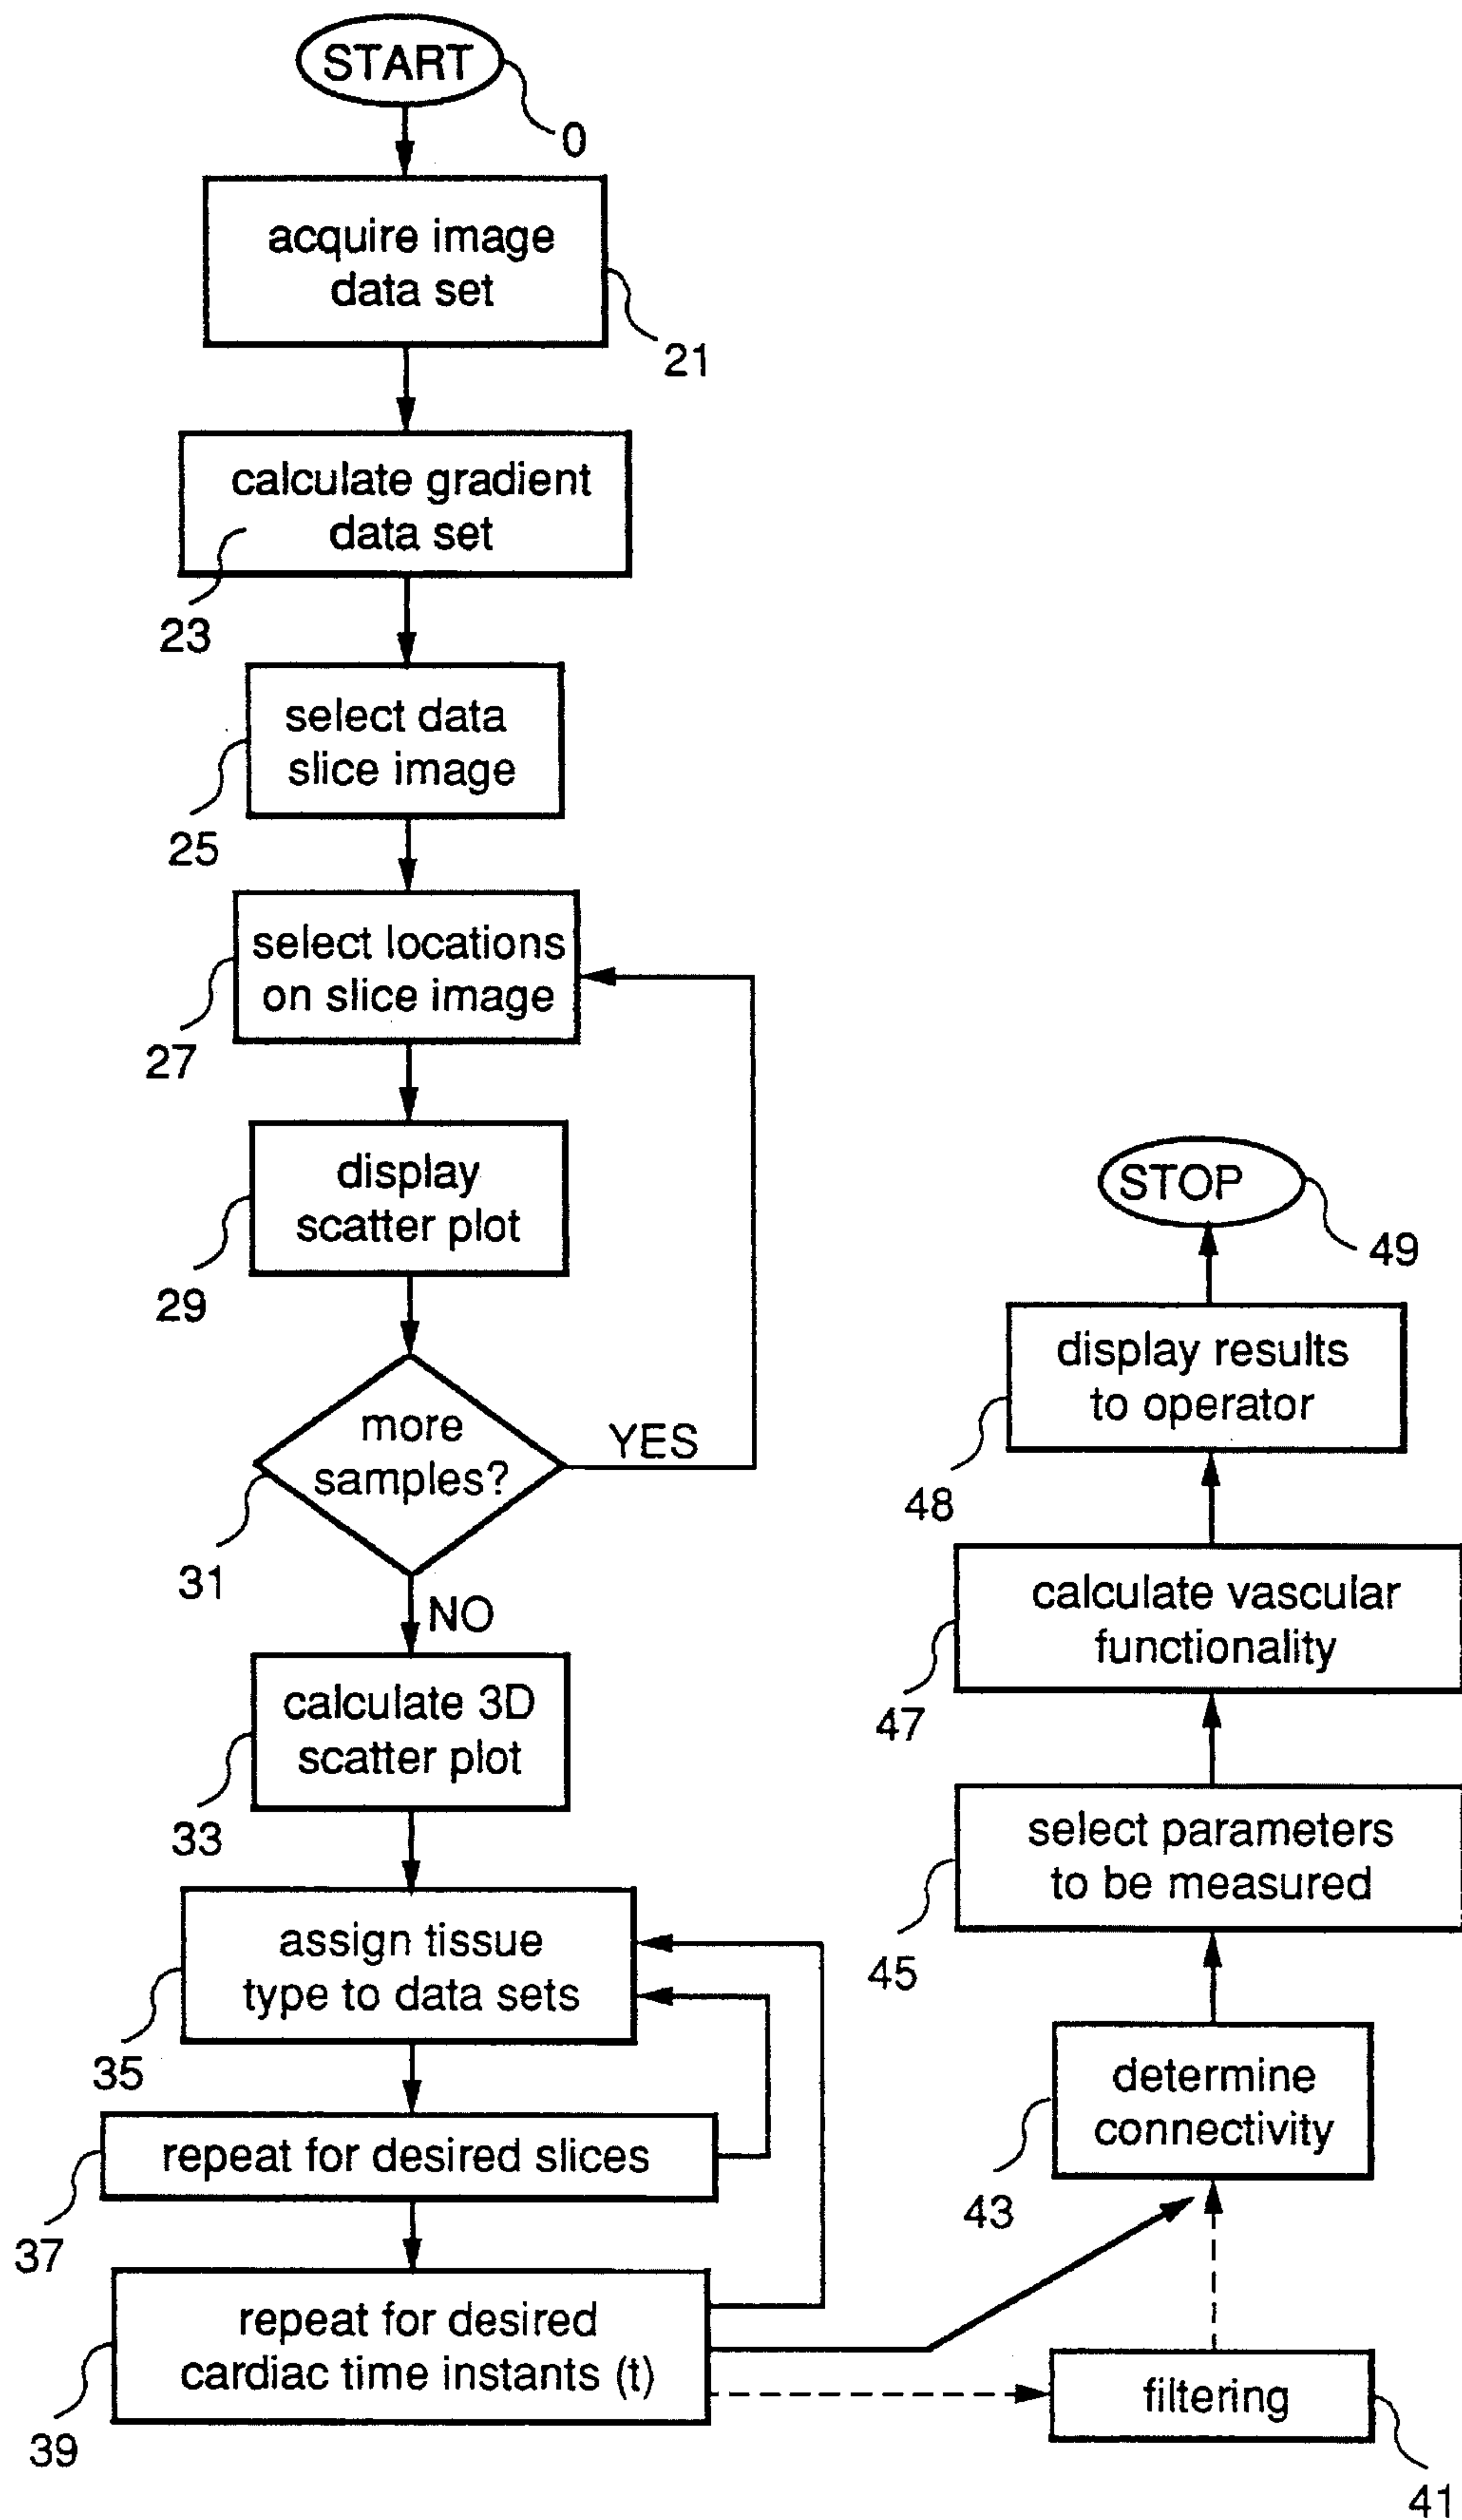 START
0
acquire image
data set
21
calculate gradient
data set
23
select data
slice image
25
select locations
on slice image
27
display
scatter plot
29
more
samples?
YES
31
NO
calculate 3D
scatter plot
33
assign tissue
type to data sets
35
repeat for desired slices
37
repeat for desired
cardiac time instants (t)
39
filtering
41
determine
connectivity
43
select parameters
to be measured
45
calculate vascular
functionality
47
display results
to operator
48
STOP
49